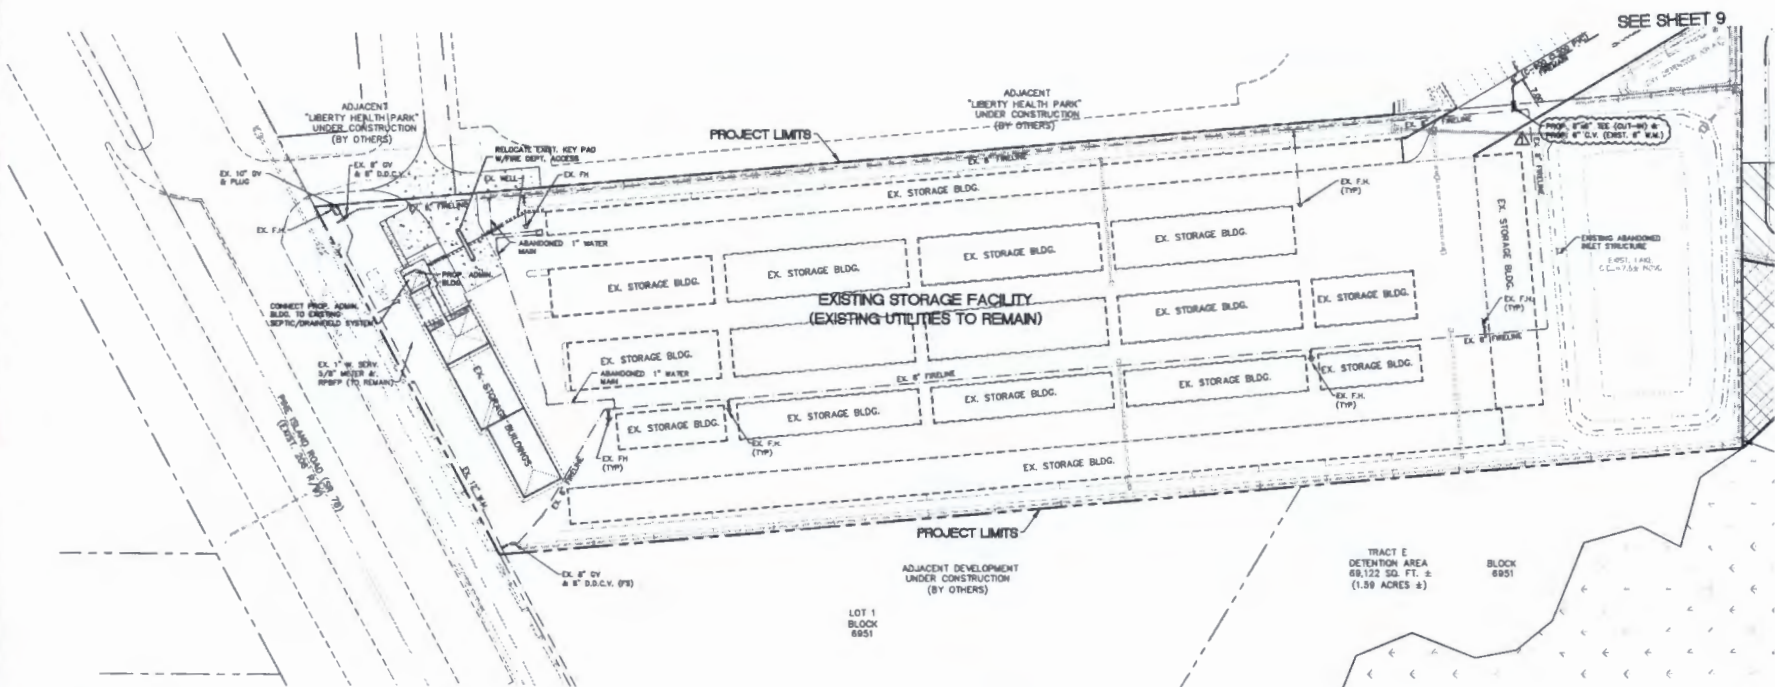 SEE SHEET 9
ADJACENT
"LIBERTY HEALTH PARK"
UNDER CONSTRUCTION
(BY OTHERS)
ADJACENT
"LIBERTY HEALTH PARK"
UNDER CONSTRUCTION
(BY OTHERS)
PROJECT LIMITS
RELOCATE EXIST. KEY PAD
W/FIRE DEPT. ACCESS
EX. 8" GV
& 8" D.D.C.V.
EX. 10" GV
& PLUG
EX. WELL
EX. FH
EX. 8" FIRELINE
EX. F.H.
EX. STORAGE BLDG.
EX. F.H.
(TYP)
ABANDONED 1" WATER
MAIN
EX. STORAGE BLDG.
EX. STORAGE BLDG.
EX. STORAGE BLDG.
EX. STORAGE BLDG.
EX. STORAGE BLDG.
EXISTING ABANDONED
INLET STRUCTURE
PROP. ADMIN.
BLDG.
EXISTING STORAGE FACILITY
(EXISTING UTILITIES TO REMAIN)
CONNECT PROP. ADMIN.
BLDG. TO EXISTING
SEPTIC/DRAINFIELD SYSTEM
EX. STORAGE BLDG.
EX. STORAGE BLDG.
EX. F.H.
(TYP)
EX. 8" FIRELINE
EX. STORAGE BLDG.
EX. 1" W. SERV.
5/8" METER &
RPBFP (TO REMAIN)
ABANDONED 1" WATER
MAIN
EX. 8" FIRELINE
EX. STORAGE BUILDINGS
EX. STORAGE BLDG.
EX. STORAGE BLDG.
EX. STORAGE BLDG.
EX. STORAGE BLDG.
EX. STORAGE BLDG.
EX. F.H.
(TYP)
PINE ISLAND ROAD (SR 78)
EX. FH
(TYP)
EX. F.H.
(TYP)
EX. STORAGE BLDG.
EX. 12" W.M.
PROJECT LIMITS
EX. 8" GV
& 8" D.D.C.V. (FS)
ADJACENT DEVELOPMENT
UNDER CONSTRUCTION
(BY OTHERS)
TRACT E
DETENTION AREA
69,122 SQ. FT. ±
(1.59 ACRES ±)
BLOCK
6951
LOT 1
BLOCK
6951